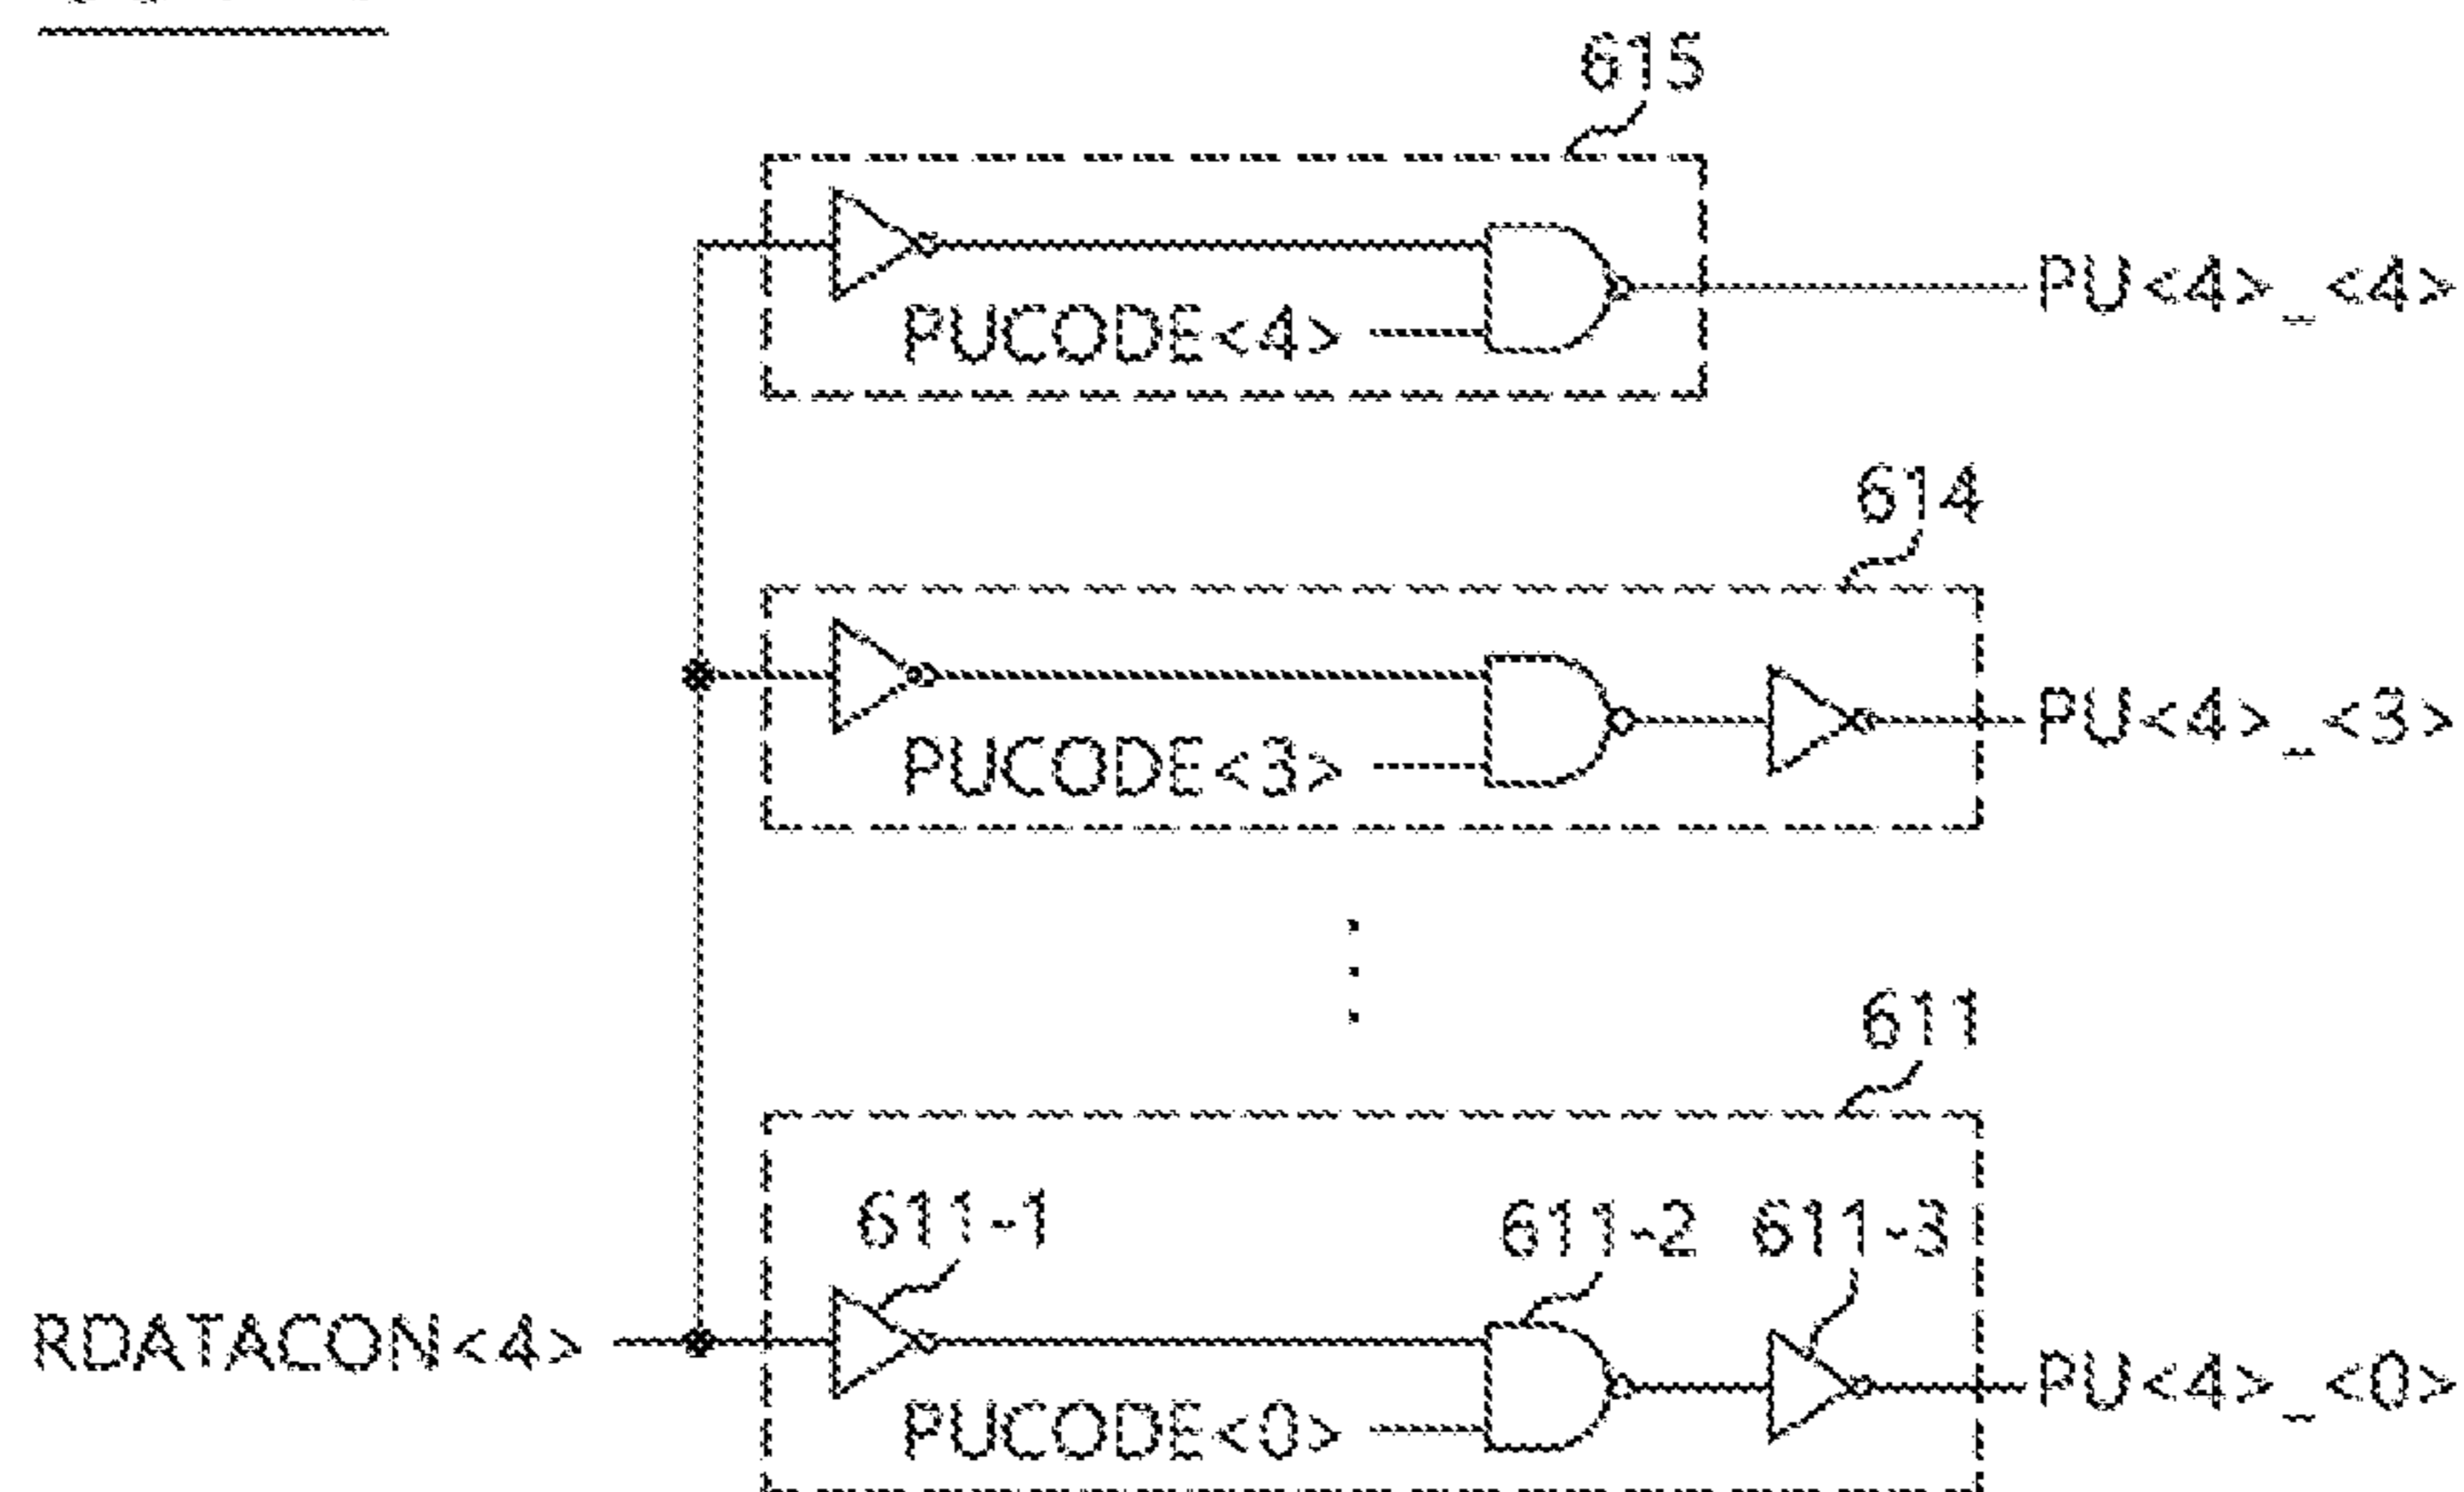 615
PU<4>_<4>
PUCODE<4>
614
PU<4>_<3>
PUCODE<3>
611
611-1
611-2
611-3
RDATACON<4>
PU<4>_<0>
PUCODE<0>